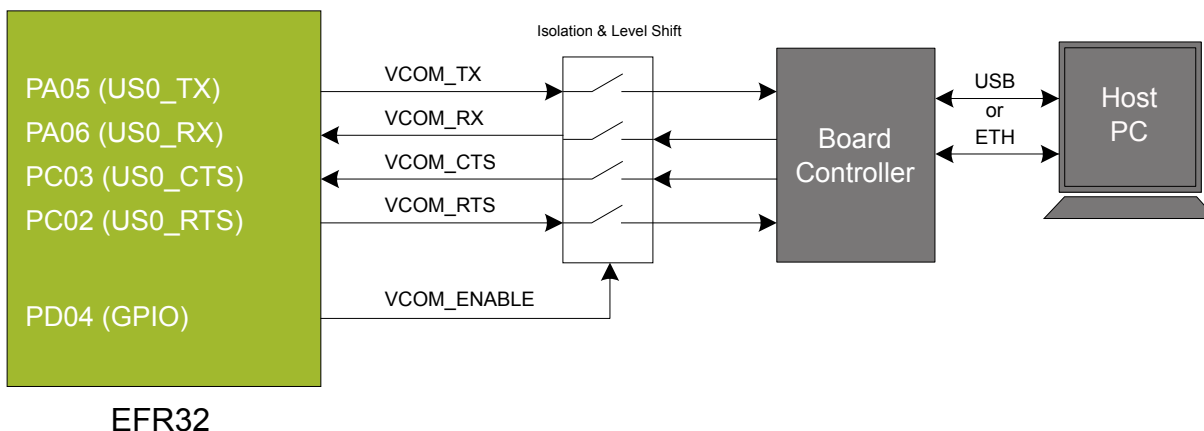 Isolation & Level Shift
PA05 (US0_TX)
VCOM_TX
PA06 (US0_RX)
VCOM_RX
PC03 (US0_CTS)
VCOM_CTS
PC02 (US0_RTS)
VCOM_RTS
PD04 (GPIO)
VCOM_ENABLE
Board
Controller
USB
or
ETH
Host
PC
EFR32